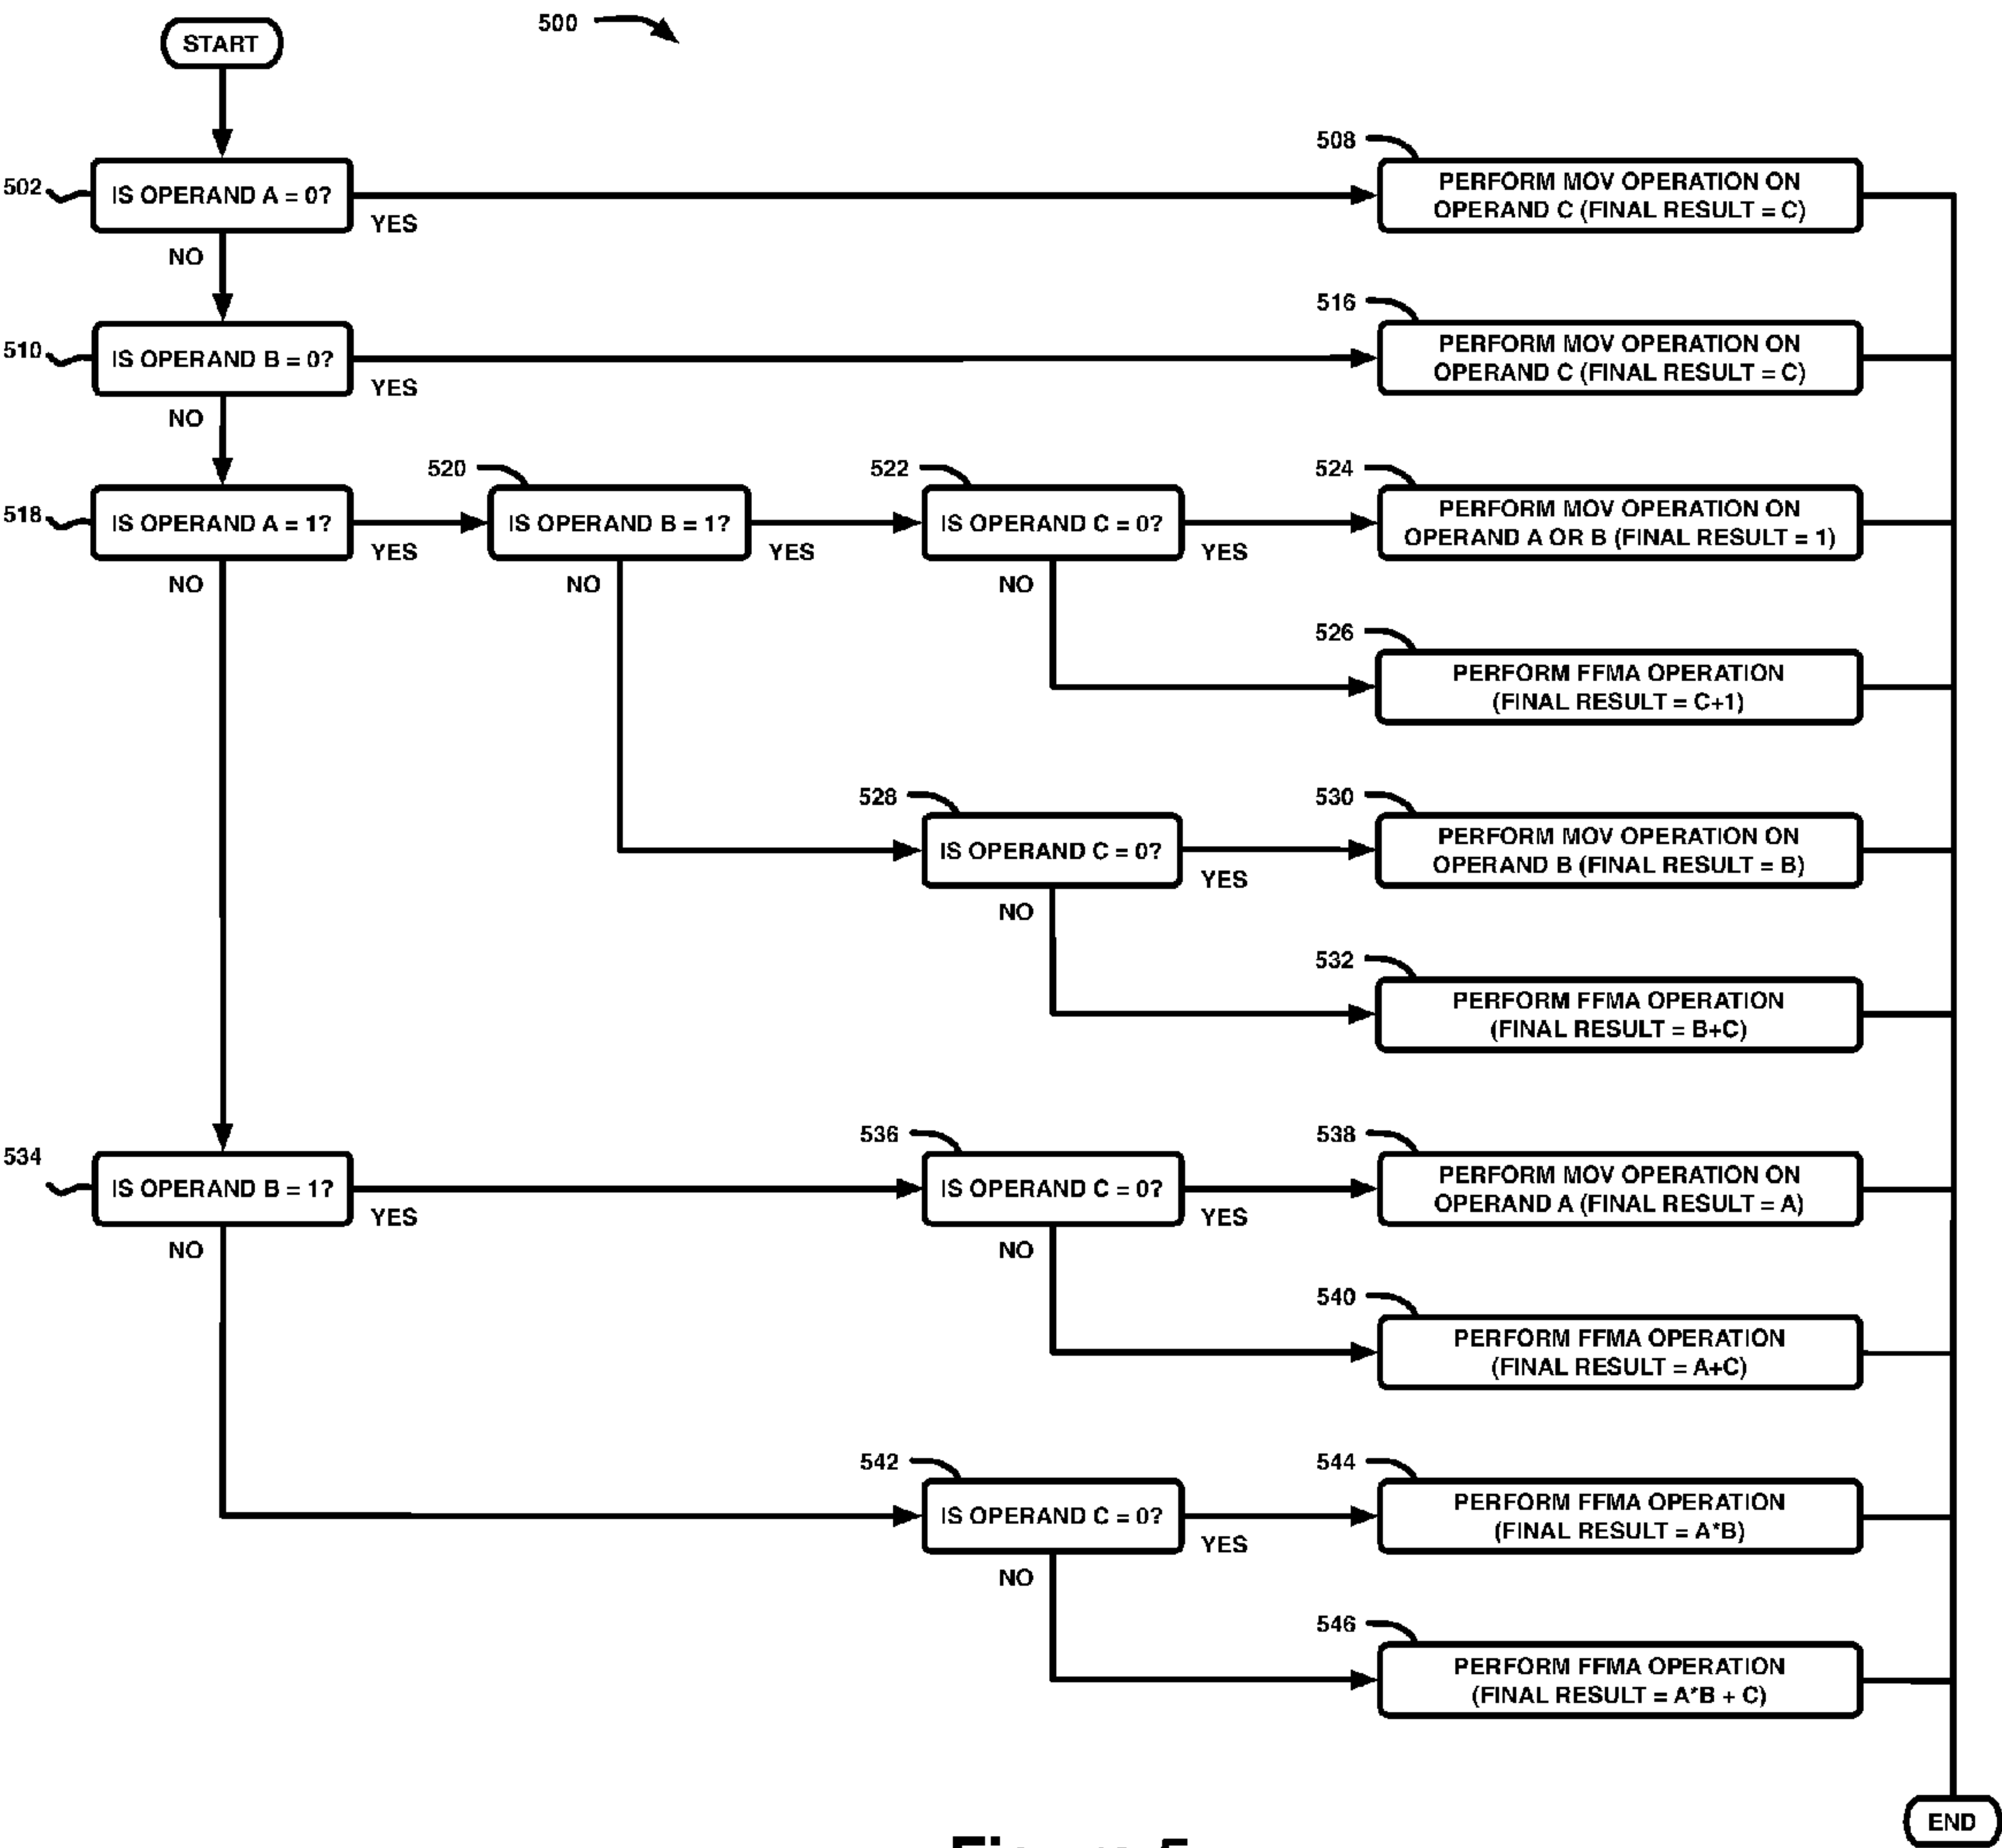 500
START
508
502
IS OPERAND A = 0?
YES
PERFORM MOV OPERATION ON
OPERAND C (FINAL RESULT = C)
NO
516
510
IS OPERAND B = 0?
YES
PERFORM MOV OPERATION ON
OPERAND C (FINAL RESULT = C)
NO
520
522
524
518
IS OPERAND A = 1?
YES
IS OPERAND B = 1?
YES
IS OPERAND C = 0?
YES
PERFORM MOV OPERATION ON
OPERAND A OR B (FINAL RESULT = 1)
NO
NO
NO
526
PERFORM FFMA OPERATION
(FINAL RESULT = C+1)
528
530
IS OPERAND C = 0?
YES
PERFORM MOV OPERATION ON
OPERAND B (FINAL RESULT = B)
NO
532
PERFORM FFMA OPERATION
(FINAL RESULT = B+C)
536
538
534
IS OPERAND B = 1?
YES
IS OPERAND C = 0?
YES
PERFORM MOV OPERATION ON
OPERAND A (FINAL RESULT = A)
NO
NO
540
PERFORM FFMA OPERATION
(FINAL RESULT = A+C)
542
544
IS OPERAND C = 0?
YES
PERFORM FFMA OPERATION
(FINAL RESULT = A*B)
NO
546
PERFORM FFMA OPERATION
(FINAL RESULT = A*B + C)
END